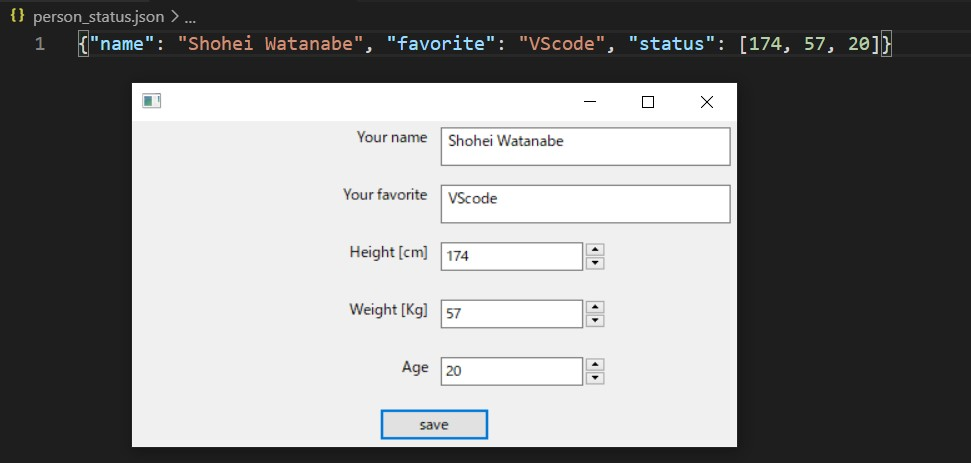 {} person_status.json > ...
1 {"name": "Shohei Watanabe", "favorite": "VScode", "status": [174, 57, 20]}
Your name Shohei Watanabe
Your favorite VScode
Height [cm] 174
Weight [Kg] 57
Age 20
save